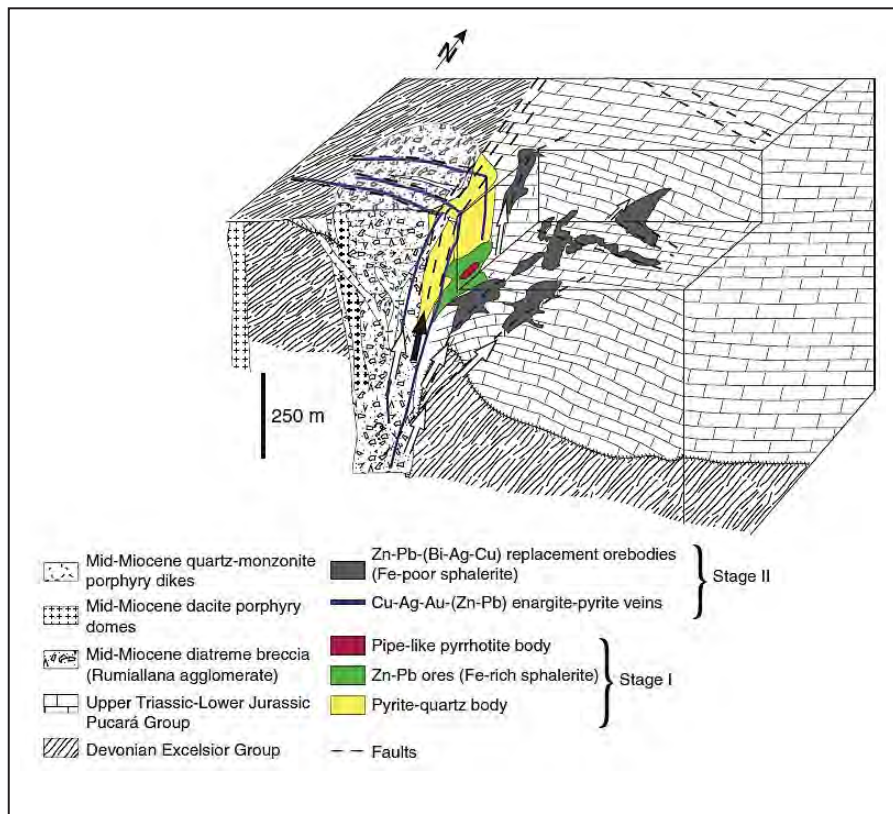 N
250 m
Mid-Miocene quartz-monzonite
porphyry dikes
Mid-Miocene dacite porphyry
domes
Mid-Miocene diatreme breccia
(Rumiallana agglomerate)
Upper Triassic-Lower Jurassic
Pucará Group
Devonian Excelsior Group
Zn-Pb-(Bi-Ag-Cu) replacement orebodies
(Fe-poor sphalerite)
Cu-Ag-Au-(Zn-Pb) enargite-pyrite veins
Stage II
Pipe-like pyrrhotite body
Zn-Pb ores (Fe-rich sphalerite)
Pyrite-quartz body
Stage I
Faults